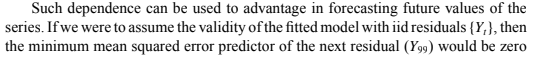 Such dependence can be used to advantage in forecasting future values of the
series. If we were to assume the validity of the fitted model with iid residuals {Yt}, then
the minimum mean squared error predictor of the next residual (Y99) would be zero